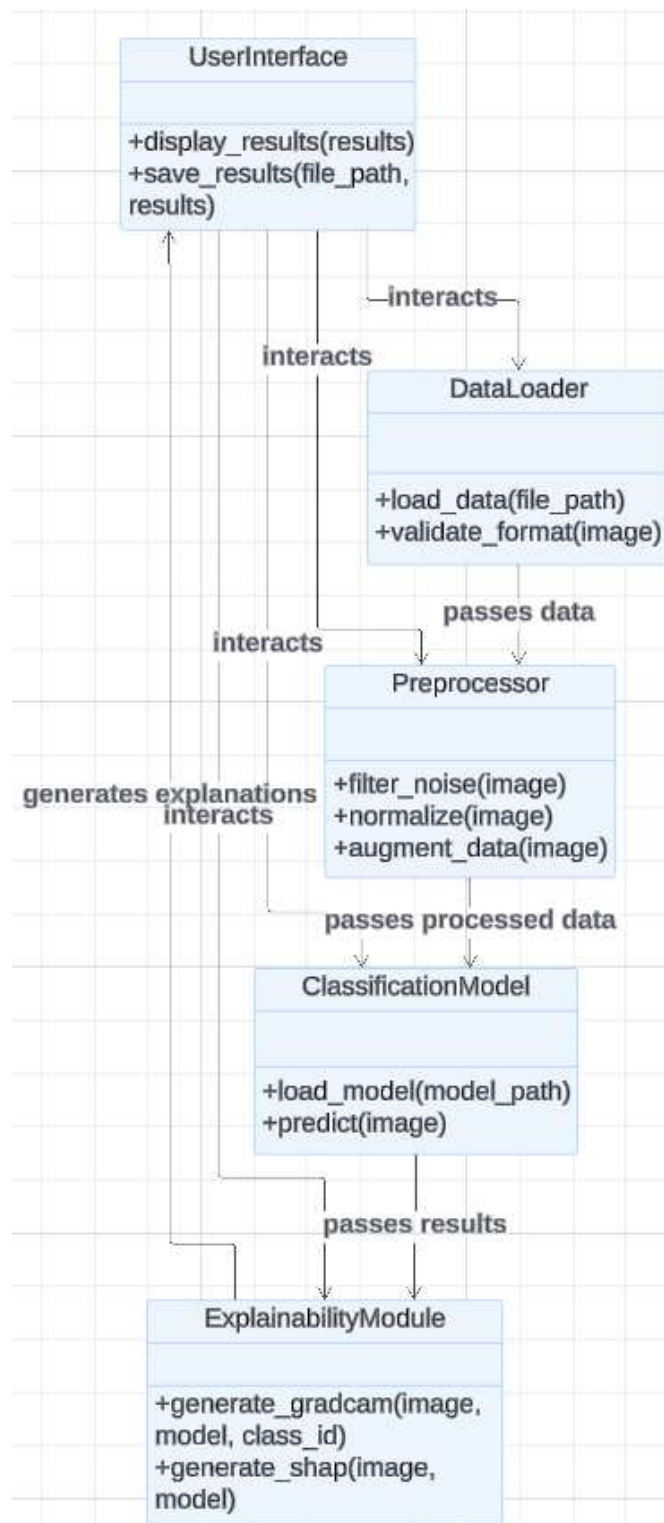 UserInterface
+display_results(results)
+save_results(file_path,
results)
interacts
interacts
DataLoader
+load_data(file_path)
+validate_format(image)
passes data
interacts
Preprocessor
+filter_noise(image)
+normalize(image)
+augment_data(image)
generates explanations
interacts
passes processed data
ClassificationModel
+load_model(model_path)
+predict(image)
passes results
ExplainabilityModule
+generate_gradcam(image,
model, class_id)
+generate_shap(image,
model)